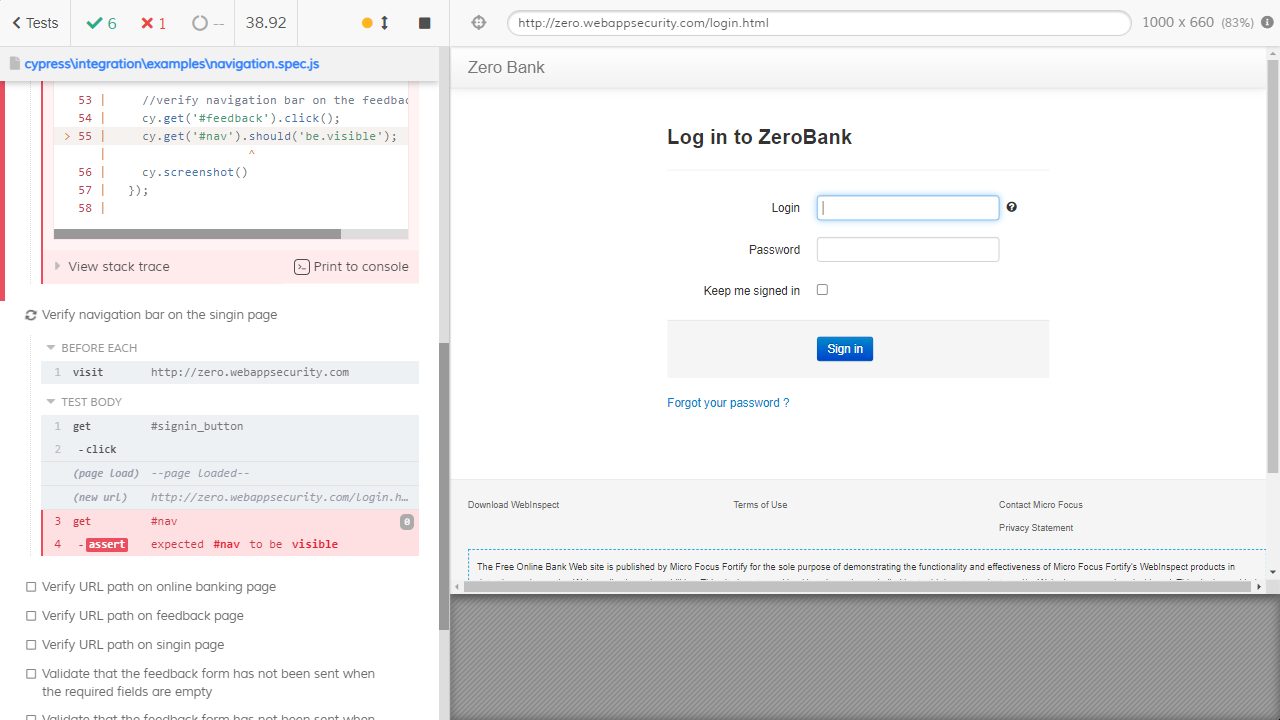 Tests 6 1 -- 38.92
cypress\integration\examples\navigation.spec.js
53 | //verify navigation bar on the feedbac
54 | cy.get('#feedback').click();
> 55 | cy.get('#nav').should('be.visible');
| ^
56 | cy.screenshot()
57 | });
58 |
View stack trace Print to console
Verify navigation bar on the singin page
BEFORE EACH
1 visit http://zero.webappsecurity.com
TEST BODY
1 get #signin_button
2 -click
(page load) --page loaded--
(new url) http://zero.webappsecurity.com/login.h…
3 get #nav 0
4 -assert expected #nav to be visible
Verify URL path on online banking page
Verify URL path on feedback page
Verify URL path on singin page
Validate that the feedback form has not been sent when
the required fields are empty
Validate that the feedback form has not been sent when
http://zero.webappsecurity.com/login.html 1000 x 660 (83%)
Zero Bank
Log in to ZeroBank
Login
Password
Keep me signed in
Sign in
Forgot your password ?
Download WebInspect Terms of Use Contact Micro Focus
Privacy Statement
The Free Online Bank Web site is published by Micro Focus Fortify for the sole purpose of demonstrating the functionality and effectiveness of Micro Focus Fortify's WebInspect products in